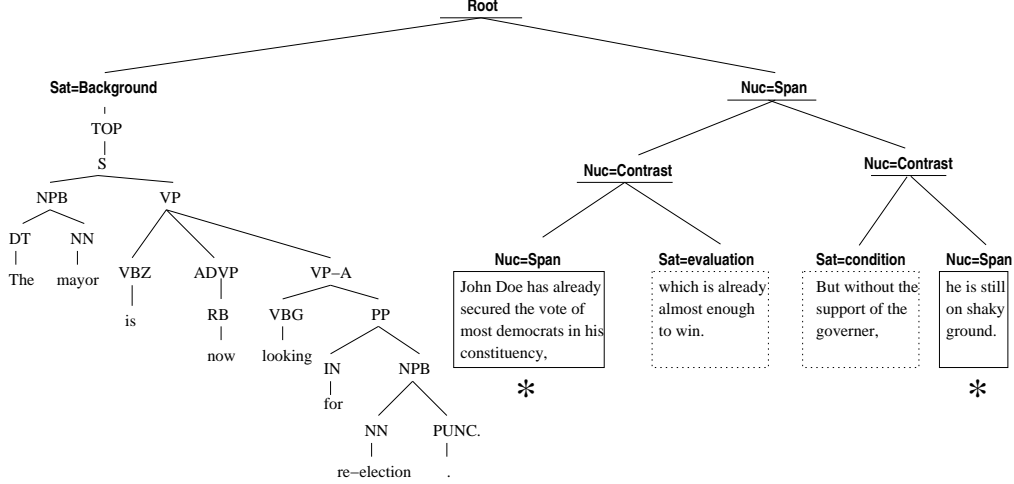 Root
Sat=Background
Nuc=Span
TOP
S
Nuc=Contrast
Nuc=Contrast
NPB
VP
DT
NN
The
mayor
VBZ
ADVP
VP−A
is
RB
now
VBG
looking
PP
IN
for
NPB
NN
PUNC.
re−election
.
Nuc=Span
John Doe has already
secured the vote of
most democrats in his
constituency,
*
Sat=evaluation
which is already
almost enough
to win.
Sat=condition
But without the
support of the
governer,
Nuc=Span
he is still
on shaky
ground.
*